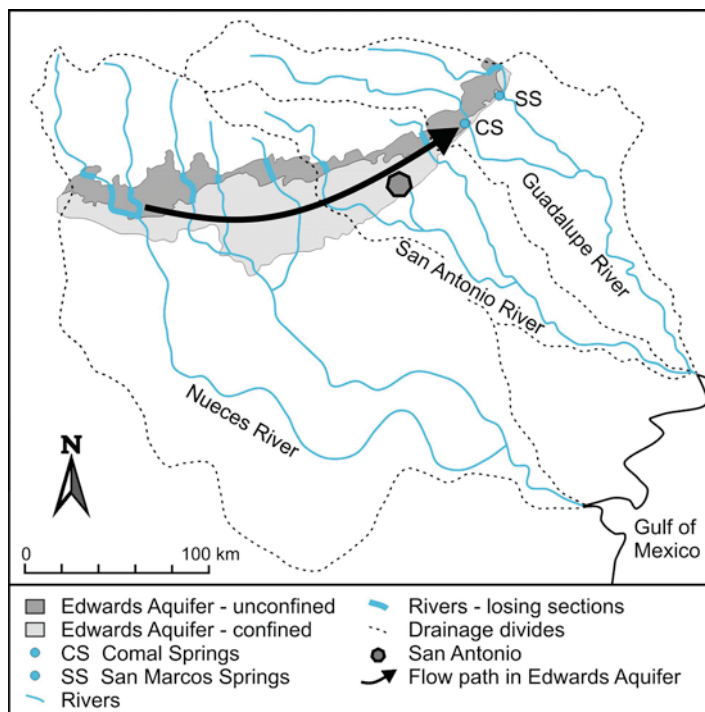 SS
CS
Guadalupe River
San Antonio River
Nueces River
N
0 100 km
Gulf of
Mexico
Edwards Aquifer - unconfined
Edwards Aquifer - confined
CS Comal Springs
SS San Marcos Springs
Rivers
Rivers - losing sections
Drainage divides
San Antonio
Flow path in Edwards Aquifer